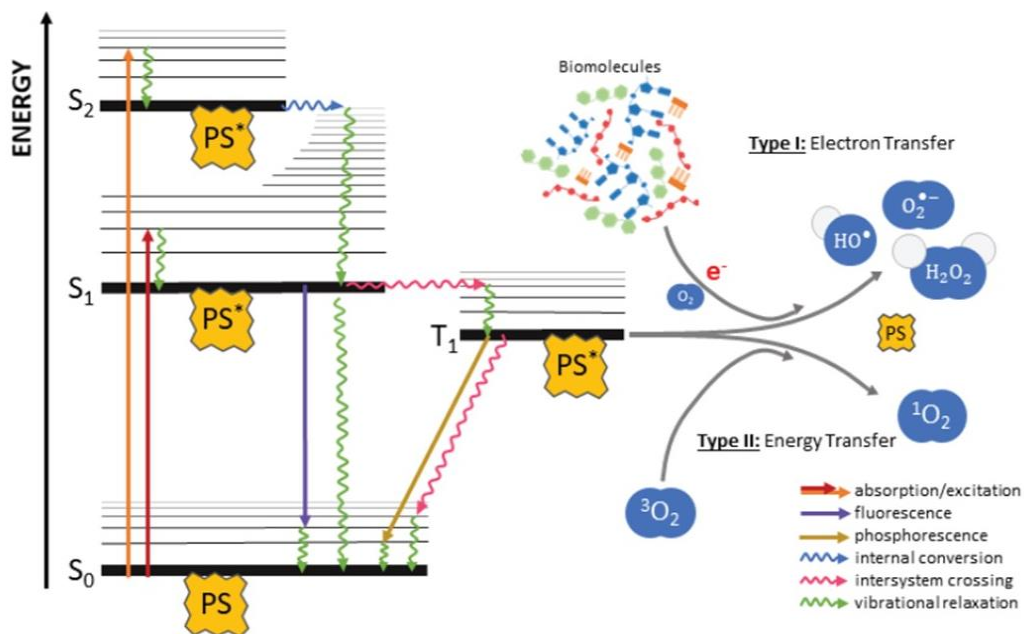 ENERGY
S₂
PS*
S₁
PS*
S₀
PS
T₁
PS*
Biomolecules
e⁻
O₂
Type I: Electron Transfer
HO•
O₂•−
H₂O₂
PS
¹O₂
Type II: Energy Transfer
³O₂
absorption/excitation
fluorescence
phosphorescence
internal conversion
intersystem crossing
vibrational relaxation